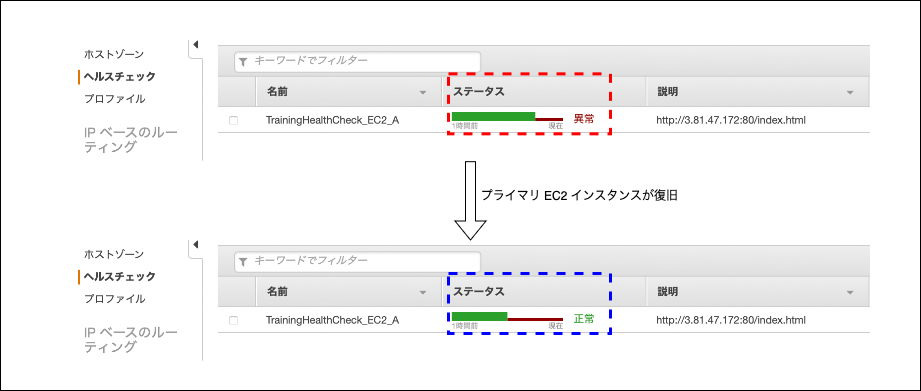 ホストゾーン
ヘルスチェック
プロファイル
IP ベースのルー
ティング
キーワードでフィルター
名前 ステータス 説明
TrainingHealthCheck_EC2_A 異常 http://3.81.47.172:80/index.html
1時間前 現在
プライマリ EC2 インスタンスが復旧
ホストゾーン
ヘルスチェック
プロファイル
IP ベースのルー
ティング
キーワードでフィルター
名前 ステータス 説明
TrainingHealthCheck_EC2_A 正常 http://3.81.47.172:80/index.html
1時間前 現在